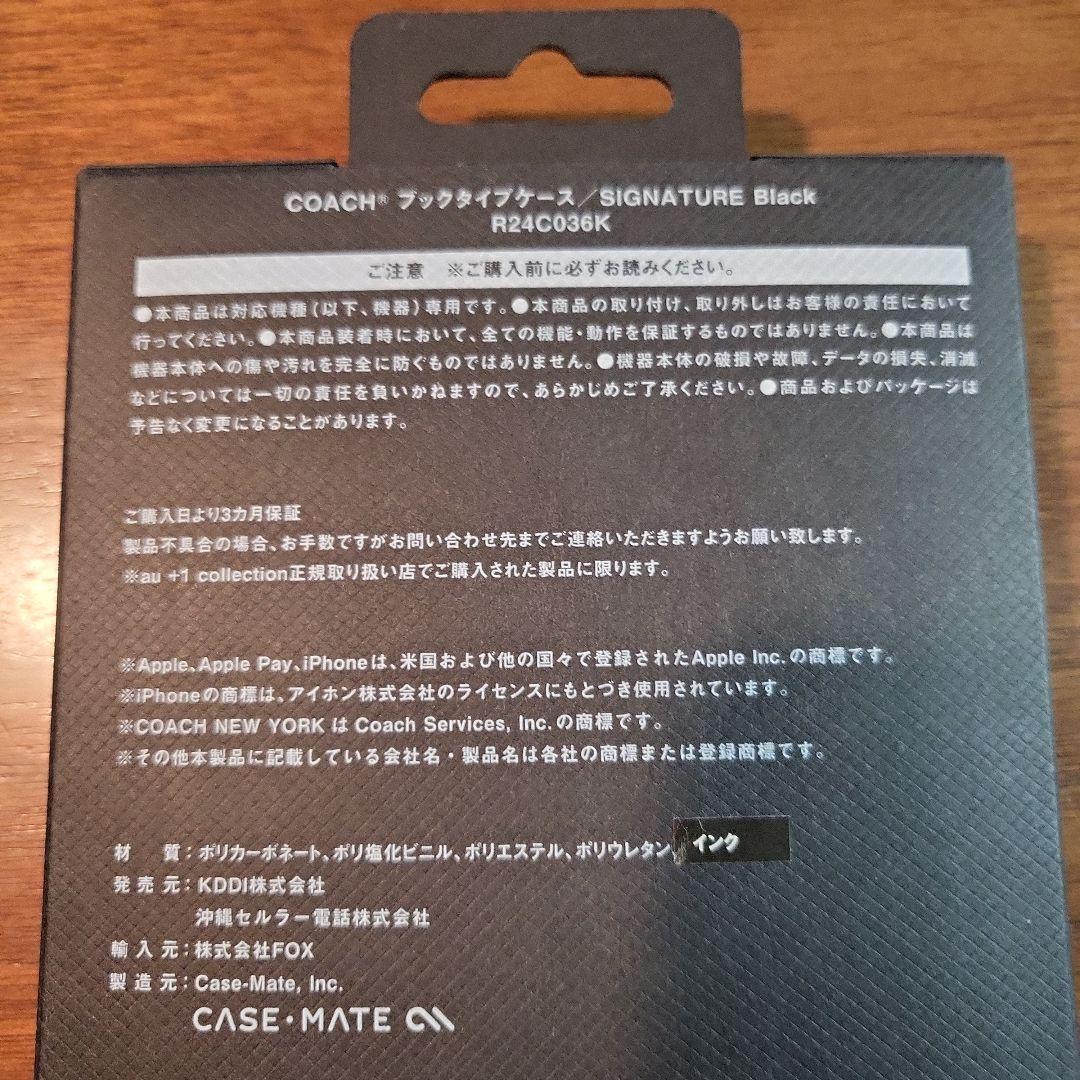 COACH® ブックタイプケース／SIGNATURE Black
R24C036K
ご注意　※ご購入前に必ずお読みください。
●本商品は対応機種（以下、機器）専用です。●本商品の取り付け、取り外しはお客様の責任において
行ってください。●本商品装着時において、全ての機能・動作を保証するものではありません。●本商品は
機器本体への傷や汚れを完全に防ぐものではありません。●機器本体の破損や故障、データの損失、消滅
などについては一切の責任を負いかねますので、あらかじめご了承ください。●商品およびパッケージは
予告なく変更になることがあります。
ご購入日より3カ月保証
製品不具合の場合、お手数ですがお問い合わせ先までご連絡いただきますようお願い致します。
※au +1 collection正規取り扱い店でご購入された製品に限ります。
※Apple、Apple Pay、iPhoneは、米国および他の国々で登録されたApple Inc.の商標です。
※iPhoneの商標は、アイホン株式会社のライセンスにもとづき使用されています。
※COACH NEW YORK は Coach Services, Inc.の商標です。
※その他本製品に記載している会社名・製品名は各社の商標または登録商標です。
材　質：ポリカーボネート、ポリ塩化ビニル、ポリエステル、ポリウレタン、インク
発売元：KDDI株式会社
沖縄セルラー電話株式会社
輸入元：株式会社FOX
製造元：Case-Mate, Inc.
CASE・MATE